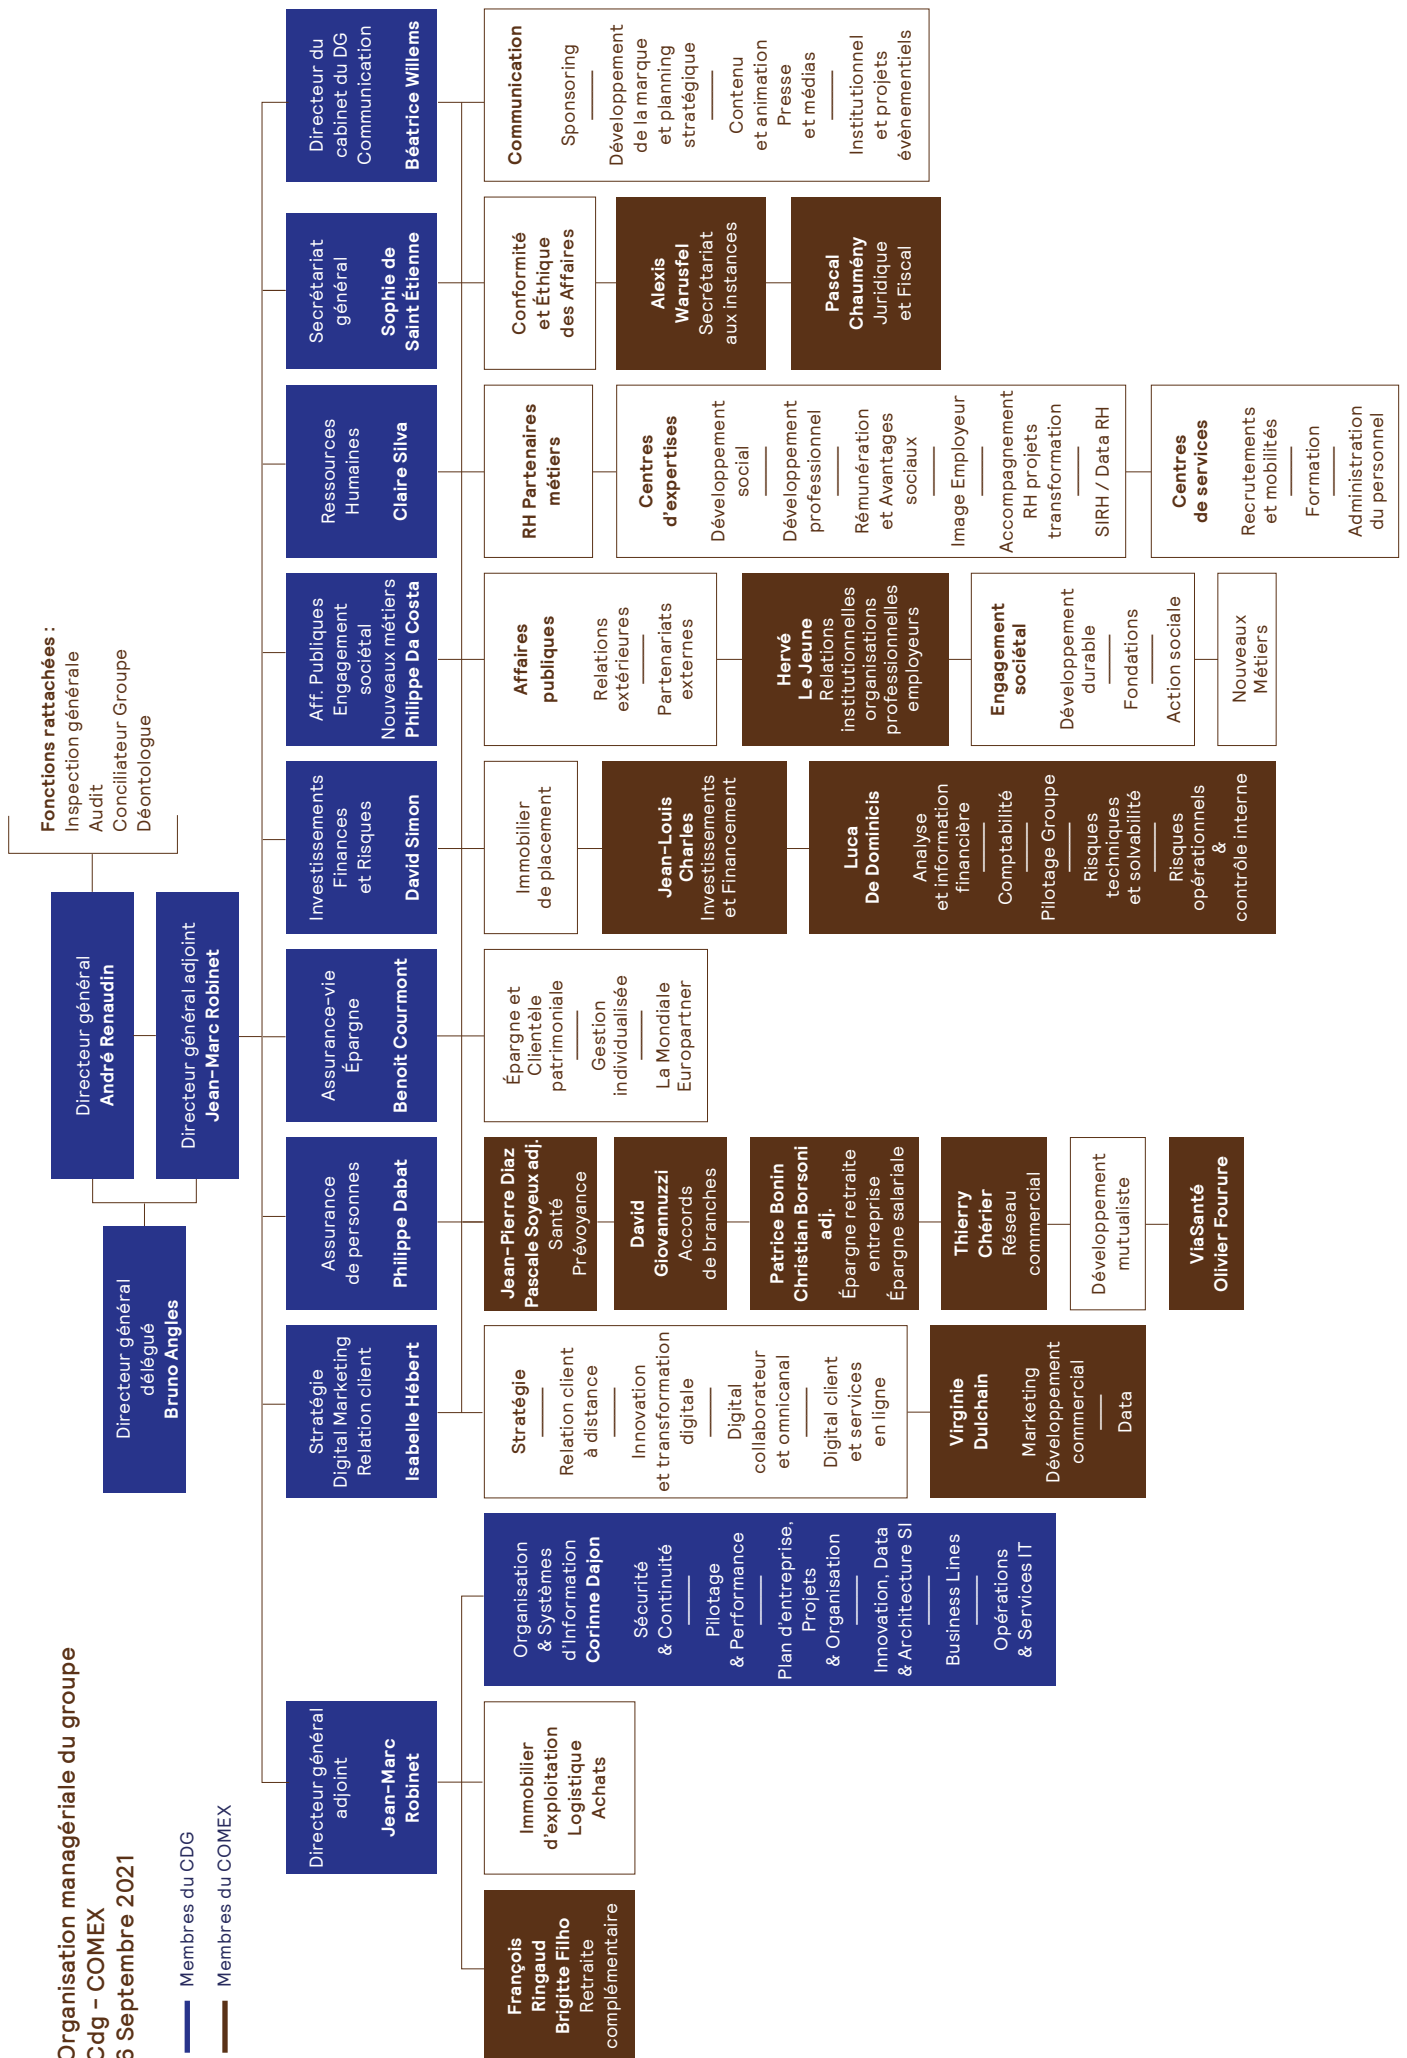 Organisation managériale du groupe
Cdg – COMEX
6 Septembre 2021
Membres du CDG
Membres du COMEX
Directeur général
délégué
Bruno Angles
Directeur général
André Renaudin
Directeur général adjoint
Jean-Marc Robinet
Fonctions rattachées :
Inspection générale
Audit
Conciliateur Groupe
Déontologue
Directeur général
adjoint
Jean-Marc
Robinet
François
Ringaud
Brigitte Filho
Retraite
complémentaire
Immobilier
d'exploitation
Logistique
Achats
Organisation
& Systèmes
d'Information
Corinne Dajon
Sécurité
& Continuité
Pilotage
& Performance
Plan d'entreprise,
Projets
& Organisation
Innovation, Data
& Architecture SI
Business Lines
Opérations
& Services IT
Stratégie
Digital Marketing
Relation client
Isabelle Hébert
Stratégie
Relation client
à distance
Innovation
et transformation
digitale
Digital
collaborateur
et omnicanal
Digital client
et services
en ligne
Virginie
Dulchain
Marketing
Développement
commercial
Data
Assurance
de personnes
Philippe Dabat
Jean-Pierre Diaz
Pascale Soyeux adj.
Santé
Prévoyance
David
Giovannuzzi
Accords
de branches
Patrice Bonin
Christian Borsoni
adj.
Épargne retraite
entreprise
Épargne salariale
Thierry
Chérier
Réseau
commercial
Développement
mutualiste
ViaSanté
Olivier Fourure
Assurance-vie
Épargne
Benoit Courmont
Épargne et
Clientèle
patrimoniale
Gestion
individualisée
La Mondiale
Europartner
Investissements
Finances
et Risques
David Simon
Immobilier
de placement
Jean-Louis
Charles
Investissements
et Financement
Luca
De Dominicis
Analyse
et information
financière
Comptabilité
Pilotage Groupe
Risques
techniques
et solvabilité
Risques
opérationnels
&
contrôle interne
Aff. Publiques
Engagement
sociétal
Nouveaux métiers
Philippe Da Costa
Affaires
publiques
Relations
extérieures
Partenariats
externes
Hervé
Le Jeune
Relations
institutionnelles
organisations
professionnelles
employeurs
Engagement
sociétal
Développement
durable
Fondations
Action sociale
Nouveaux
Métiers
Ressources
Humaines
Claire Silva
RH Partenaires
métiers
Centres
d'expertises
Développement
social
Développement
professionnel
Rémunération
et Avantages
sociaux
Image Employeur
Accompagnement
RH projets
transformation
SIRH / Data RH
Centres
de services
Recrutements
et mobilités
Formation
Administration
du personnel
Secrétariat
général
Sophie de
Saint Étienne
Conformité
et Éthique
des Affaires
Alexis
Warusfel
Secrétariat
aux instances
Pascal
Chaumény
Juridique
et Fiscal
Directeur du
cabinet du DG
Communication
Béatrice Willems
Communication
Sponsoring
Développement
de la marque
et planning
stratégique
Contenu
et animation
Presse
et médias
Institutionnel
et projets
évènementiels